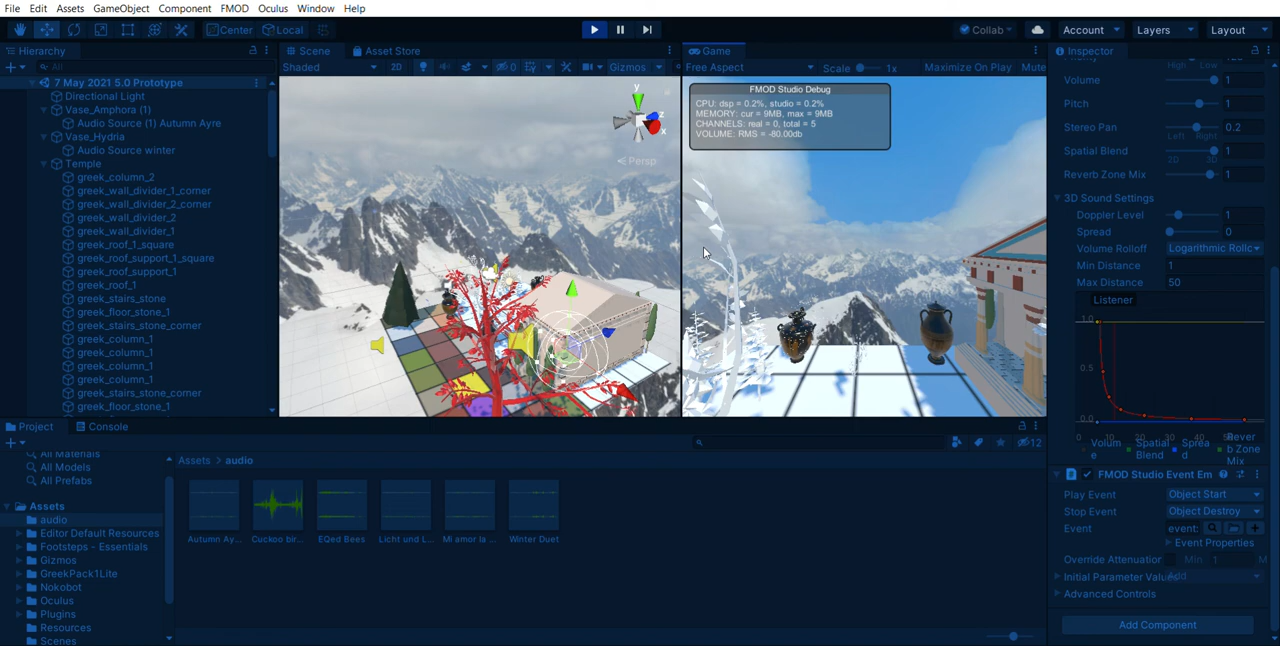 File Edit Assets GameObject Component FMOD Oculus Window Help
Center Local Collab Account Layers Layout
Hierarchy
All
7 May 2021 5.0 Prototype
Directional Light
Vase_Amphora (1)
Audio Source (1) Autumn Ayre
Vase_Hydria
Audio Source winter
Temple
greek_column_2
greek_wall_divider_1_corner
greek_wall_divider_2_corner
greek_wall_divider_2
greek_wall_divider_1
greek_roof_1_square
greek_roof_support_1_square
greek_roof_support_1
greek_roof_1
greek_stairs_stone
greek_floor_stone_1
greek_stairs_stone_corner
greek_column_1
greek_column_1
greek_column_1
greek_column_1
greek_stairs_stone_corner
greek_floor_stone_1
Scene Asset Store
Shaded 2D 0 Gizmos
y
z
x
Persp
Game
Free Aspect Scale 1x Maximize On Play Mute
FMOD Studio Debug
CPU: dsp = 0.2%, studio = 0.2%
MEMORY: cur = 9MB, max = 9MB
CHANNELS: real = 0, total = 5
VOLUME: RMS = -80.00db
Inspector
High Low
Volume 1
Pitch 1
Stereo Pan 0.2
Left Right
Spatial Blend 1
2D 3D
Reverb Zone Mix 1
3D Sound Settings
Doppler Level 1
Spread 0
Volume Rolloff Logarithmic Rollc
Min Distance 1
Max Distance 50
Listener
1.0
0.5
0.0
0 10 20 30 40
Volum
e
Spatial
Blend
Sprea
d
Rever
b Zone
Mix
FMOD Studio Event Em
Play Event Object Start
Stop Event Object Destroy
Event event:
Event Properties
Override Attenuation Min 1 M
Initial Parameter Values Add
Advanced Controls
Add Component
Project Console
12
All Materials
All Models
All Prefabs
Assets
audio
Editor Default Resources
Footsteps - Essentials
Gizmos
GreekPack1Lite
Nokobot
Oculus
Plugins
Resources
Scenes
Assets > audio
Autumn Ay... Cuckoo bir... EQed Bees Licht und L... Mi amor la ... Winter Duet